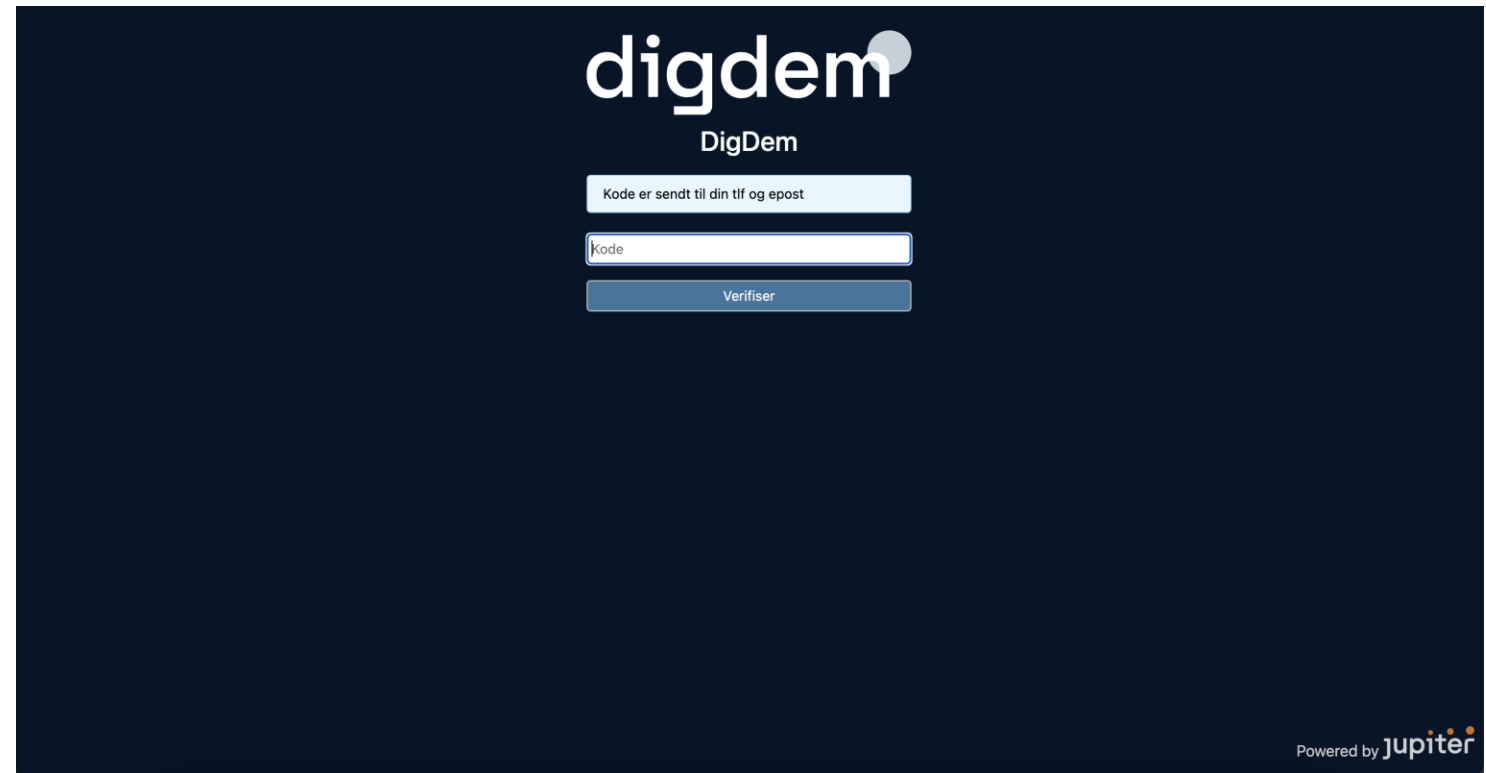 digdem
DigDem
Kode er sendt til din tlf og epost
Kode
Verifiser
Powered by jupiter